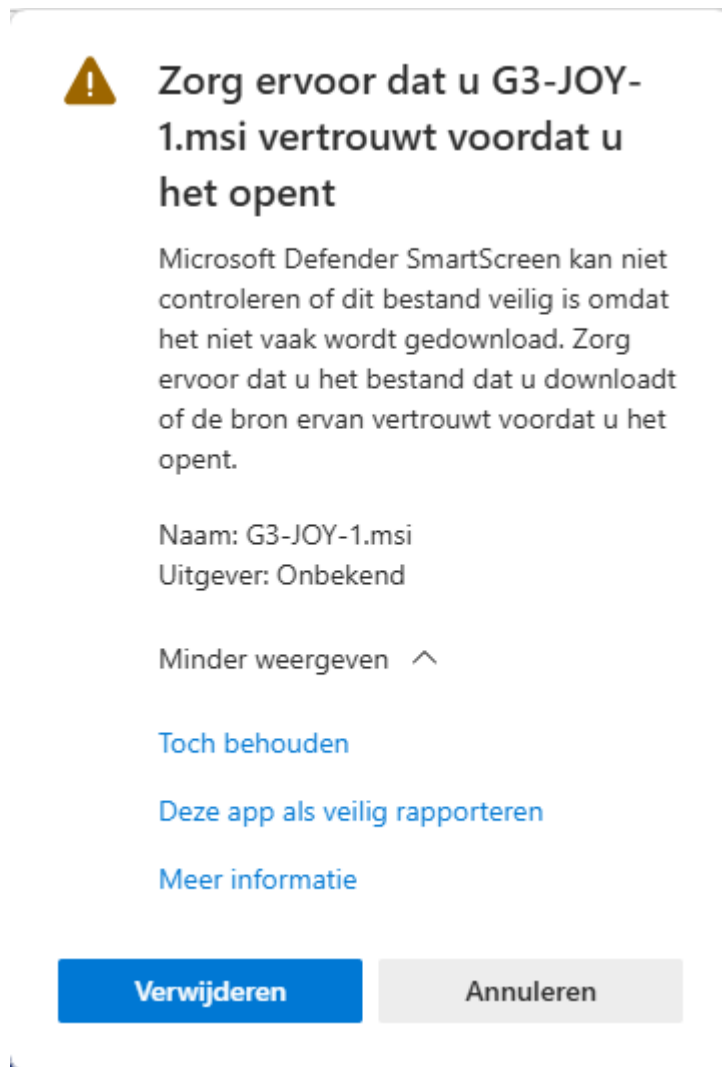 Zorg ervoor dat u G3-JOY-
1.msi vertrouwt voordat u
het opent
Microsoft Defender SmartScreen kan niet
controleren of dit bestand veilig is omdat
het niet vaak wordt gedownload. Zorg
ervoor dat u het bestand dat u downloadt
of de bron ervan vertrouwt voordat u het
opent.
Naam: G3-JOY-1.msi
Uitgever: Onbekend
Minder weergeven
Toch behouden
Deze app als veilig rapporteren
Meer informatie
Verwijderen
Annuleren